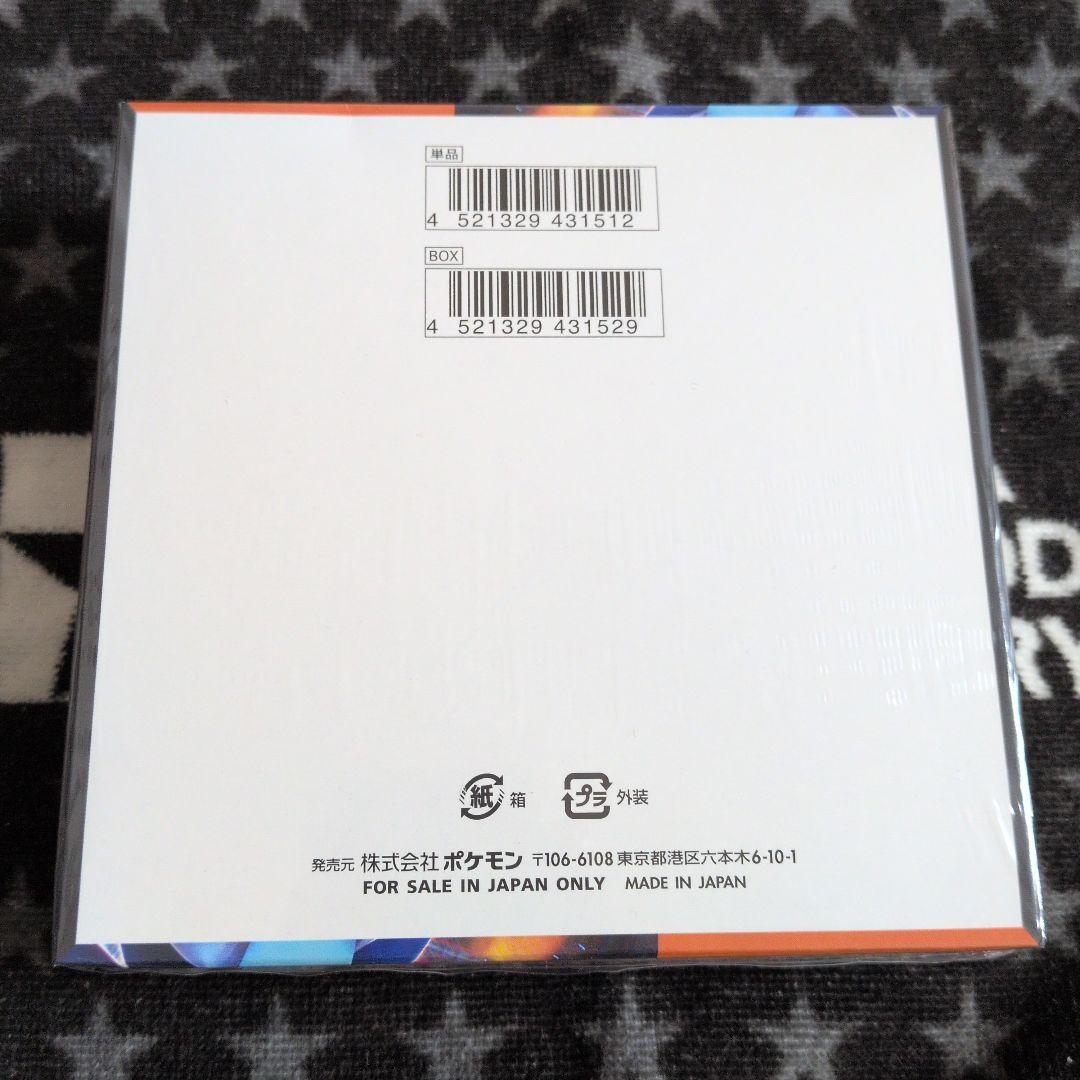 単品
4 521329 431512
BOX
4 521329 431529
紙 箱 プラ 外装
発売元 株式会社ポケモン 〒106-6108 東京都港区六本木6-10-1
FOR SALE IN JAPAN ONLY MADE IN JAPAN